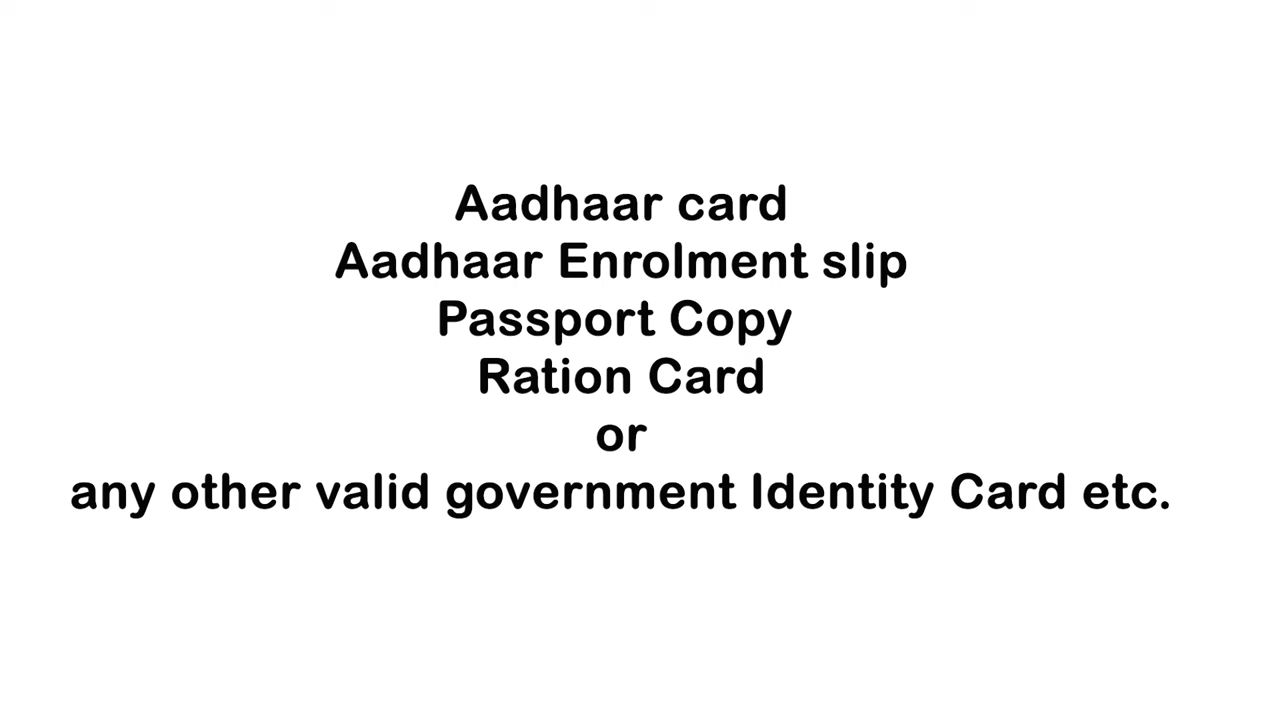 Aadhaar card
Aadhaar Enrolment slip
Passport Copy
Ration Card
or
any other valid government Identity Card etc.